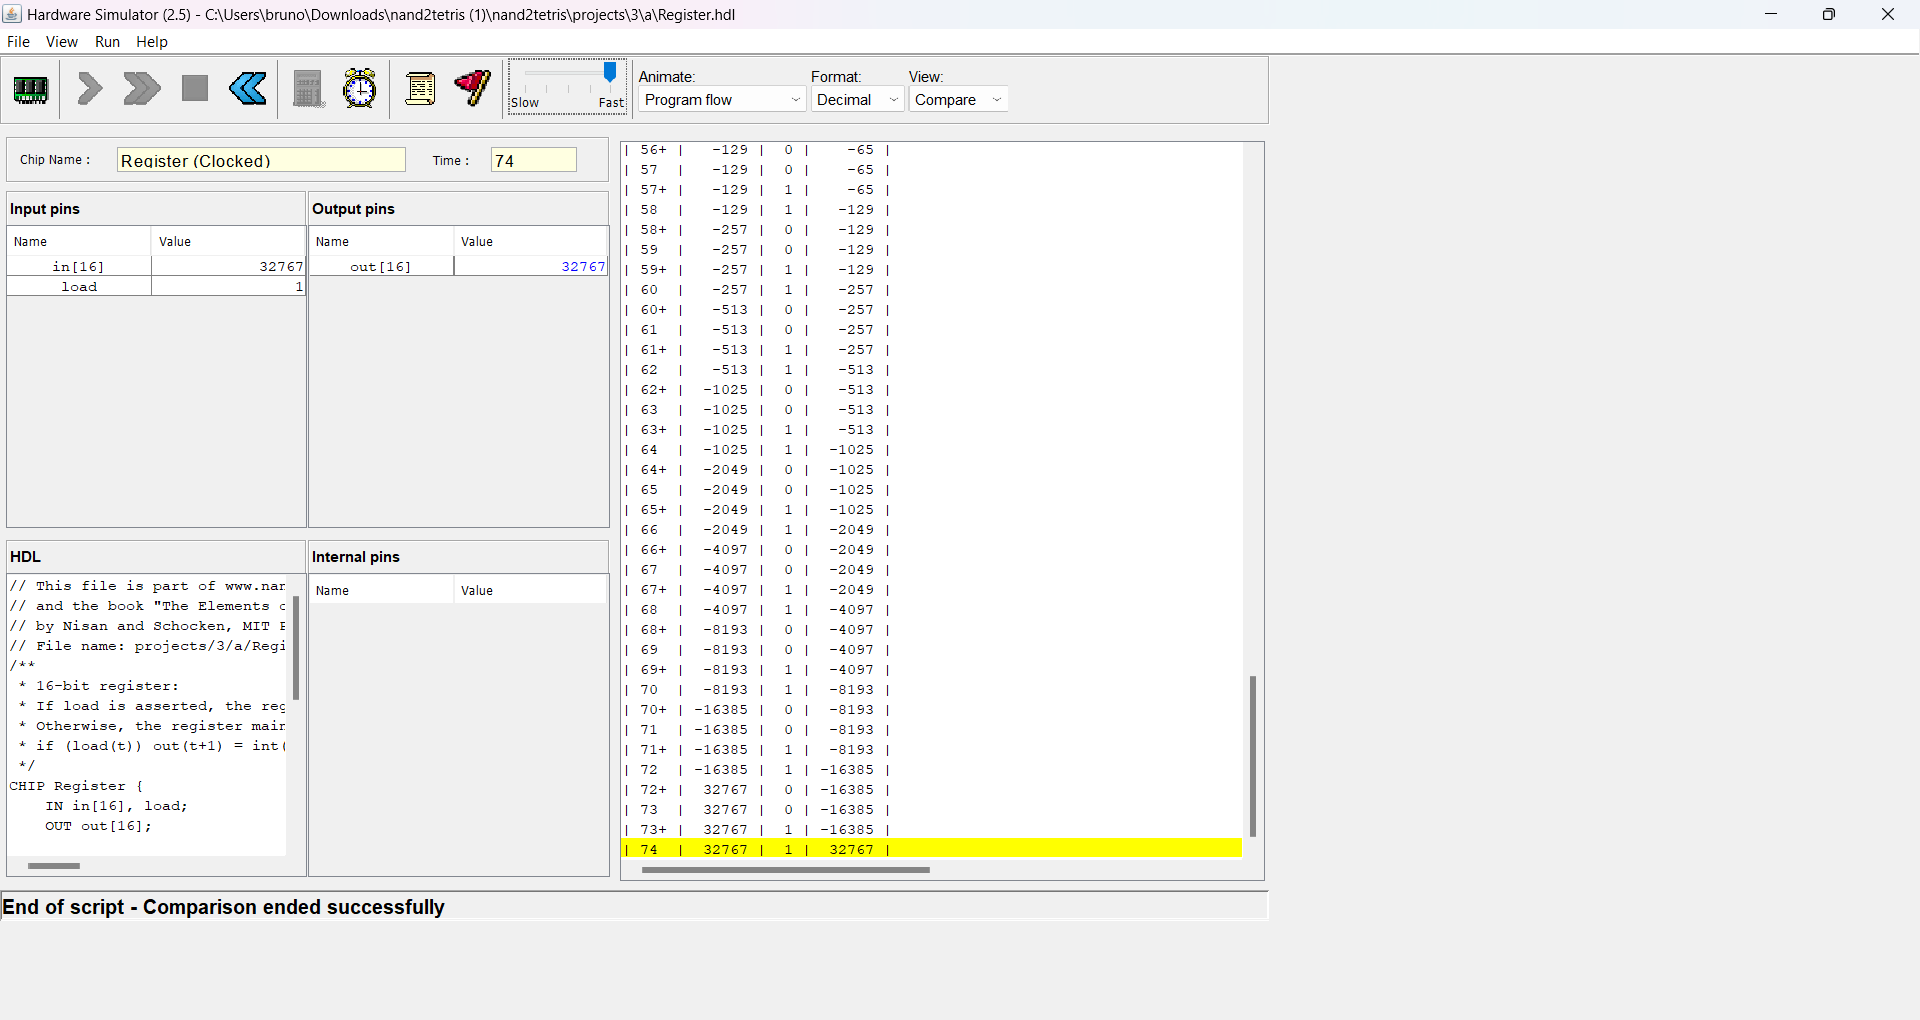 Hardware Simulator (2.5) - C:\Users\bruno\Downloads\nand2tetris (1)\nand2tetris\projects\3\a\Register.hdl
File View Run Help
Slow Fast
Animate: Format: View:
Program flow Decimal Compare
Chip Name : Register (Clocked) Time : 74
Input pins
Name Value
in[16] 32767
load 1
Output pins
Name Value
out[16] 32767
HDL
// This file is part of www.nan
// and the book "The Elements o
// by Nisan and Schocken, MIT P
// File name: projects/3/a/Regi
/**
* 16-bit register:
* If load is asserted, the reg
* Otherwise, the register main
* if (load(t)) out(t+1) = int(
*/
CHIP Register {
IN in[16], load;
OUT out[16];
Internal pins
Name Value
| 56+ | -129 | 0 | -65 |
| 57 | -129 | 0 | -65 |
| 57+ | -129 | 1 | -65 |
| 58 | -129 | 1 | -129 |
| 58+ | -257 | 0 | -129 |
| 59 | -257 | 0 | -129 |
| 59+ | -257 | 1 | -129 |
| 60 | -257 | 1 | -257 |
| 60+ | -513 | 0 | -257 |
| 61 | -513 | 0 | -257 |
| 61+ | -513 | 1 | -257 |
| 62 | -513 | 1 | -513 |
| 62+ | -1025 | 0 | -513 |
| 63 | -1025 | 0 | -513 |
| 63+ | -1025 | 1 | -513 |
| 64 | -1025 | 1 | -1025 |
| 64+ | -2049 | 0 | -1025 |
| 65 | -2049 | 0 | -1025 |
| 65+ | -2049 | 1 | -1025 |
| 66 | -2049 | 1 | -2049 |
| 66+ | -4097 | 0 | -2049 |
| 67 | -4097 | 0 | -2049 |
| 67+ | -4097 | 1 | -2049 |
| 68 | -4097 | 1 | -4097 |
| 68+ | -8193 | 0 | -4097 |
| 69 | -8193 | 0 | -4097 |
| 69+ | -8193 | 1 | -4097 |
| 70 | -8193 | 1 | -8193 |
| 70+ | -16385 | 0 | -8193 |
| 71 | -16385 | 0 | -8193 |
| 71+ | -16385 | 1 | -8193 |
| 72 | -16385 | 1 | -16385 |
| 72+ | 32767 | 0 | -16385 |
| 73 | 32767 | 0 | -16385 |
| 73+ | 32767 | 1 | -16385 |
| 74 | 32767 | 1 | 32767 |
End of script - Comparison ended successfully